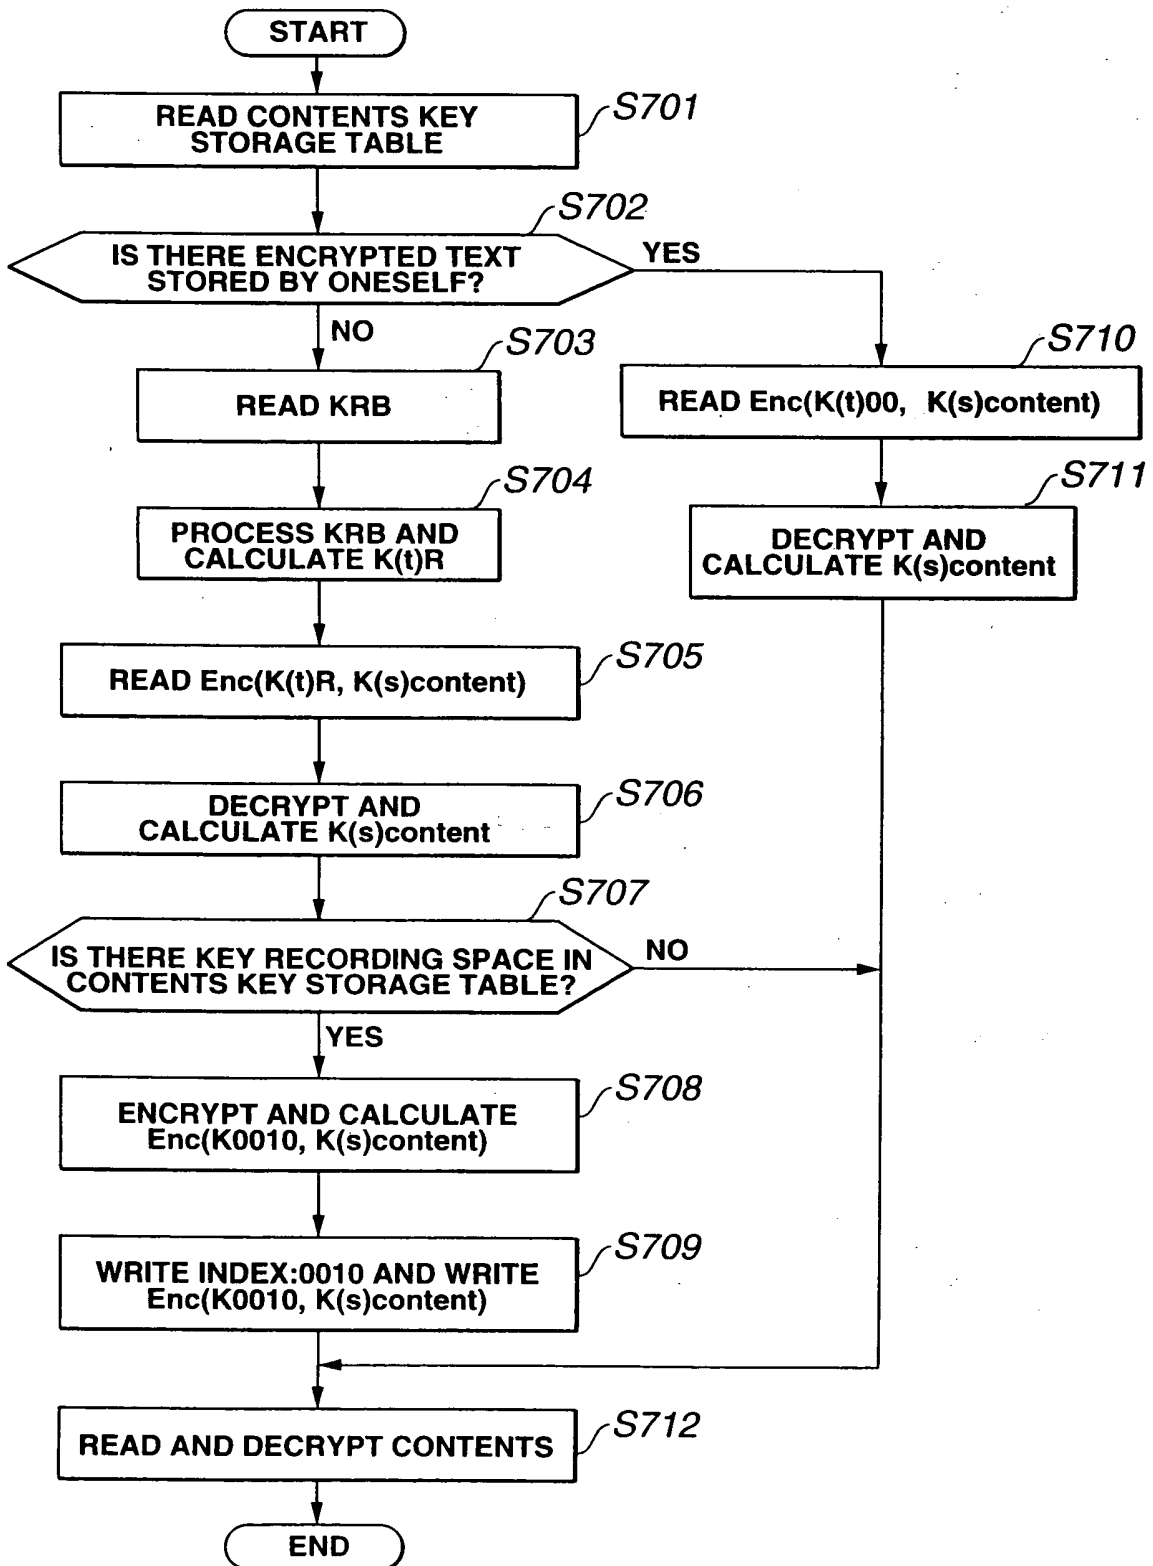 START
READ CONTENTS KEY
STORAGE TABLE
S701
S702
IS THERE ENCRYPTED TEXT
STORED BY ONESELF?
YES
NO
S703
READ KRB
S710
READ Enc(K(t)00, K(s)content)
S704
PROCESS KRB AND
CALCULATE K(t)R
S711
DECRYPT AND
CALCULATE K(s)content
S705
READ Enc(K(t)R, K(s)content)
S706
DECRYPT AND
CALCULATE K(s)content
S707
IS THERE KEY RECORDING SPACE IN
CONTENTS KEY STORAGE TABLE?
NO
YES
S708
ENCRYPT AND CALCULATE
Enc(K0010, K(s)content)
S709
WRITE INDEX:0010 AND WRITE
Enc(K0010, K(s)content)
S712
READ AND DECRYPT CONTENTS
END